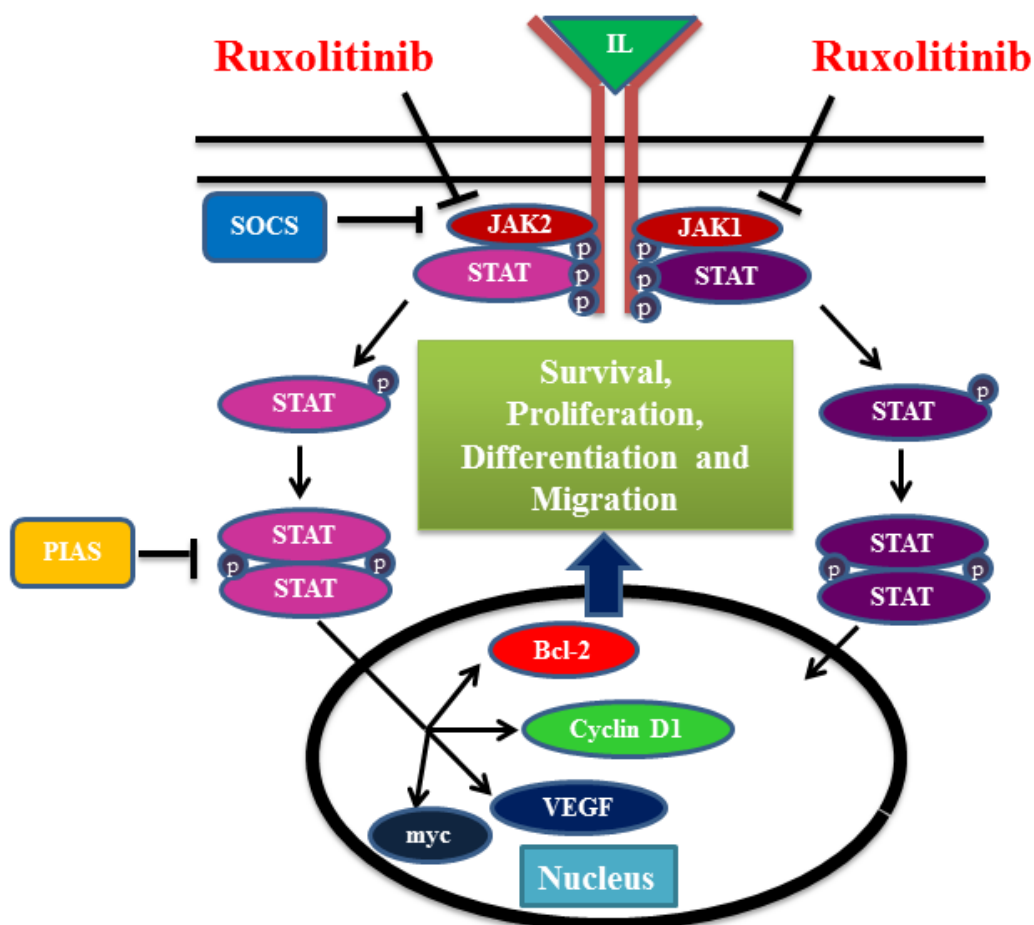 IL
Ruxolitinib
Ruxolitinib
SOCS
JAK2
JAK1
p
p
STAT
STAT
p
p
p
p
Survival,
Proliferation,
Differentiation and
Migration
p
p
STAT
STAT
STAT
STAT
PIAS
p
p
p
p
STAT
STAT
Bcl-2
Cyclin D1
VEGF
myc
Nucleus